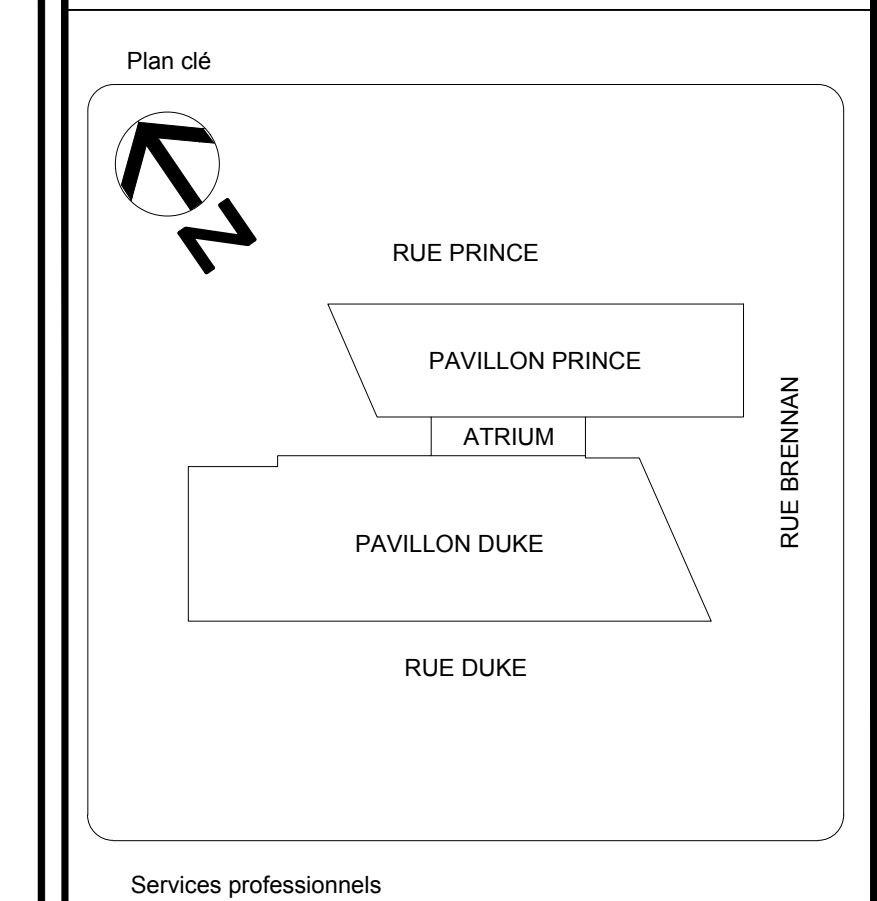 Plan clé
N
RUE PRINCE
PAVILLON PRINCE
RUE BRENNAN
ATRIUM
PAVILLON DUKE
RUE DUKE
Services professionnels